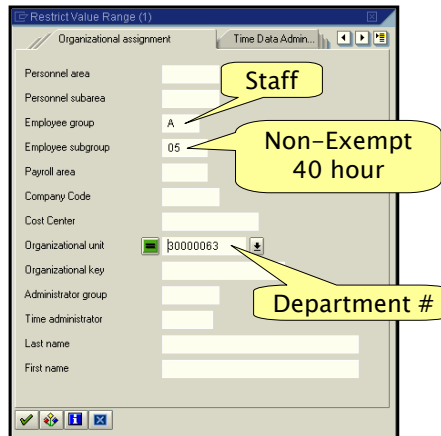 Restrict Value Range (1)
Organizational assignment
Time Data Admin...
Personnel area
Personnel subarea
Employee group A
Employee subgroup 05
Payroll area
Company Code
Cost Center
Organizational unit 30000063
Organizational key
Administrator group
Time administrator
Last name
First name
Staff
Non-Exempt
40 hour
Department #